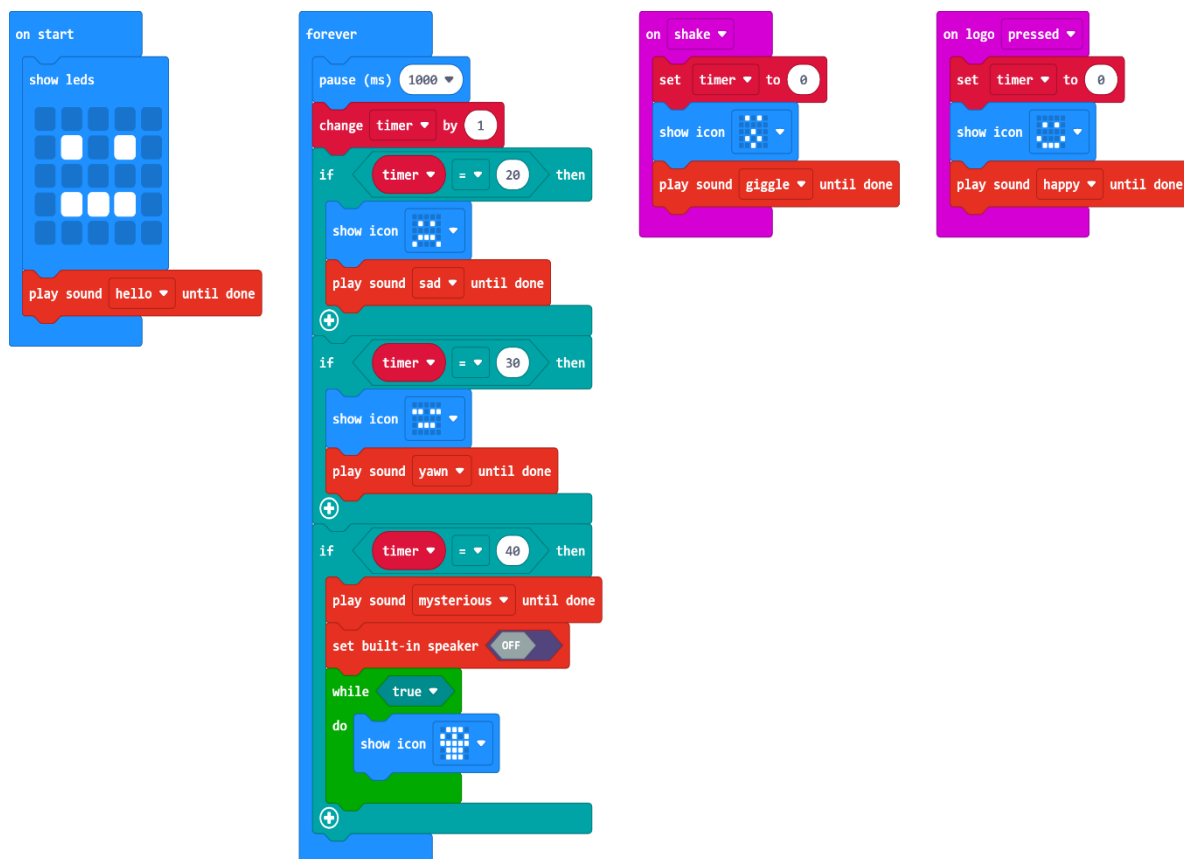 on start
show leds
play sound hello until done
forever
pause (ms) 1000
change timer by 1
if timer = 20 then
show icon
play sound sad until done
if timer = 30 then
show icon
play sound yawn until done
if timer = 40 then
play sound mysterious until done
set built-in speaker OFF
while true
do
show icon
on shake
set timer to 0
show icon
play sound giggle until done
on logo pressed
set timer to 0
show icon
play sound happy until done